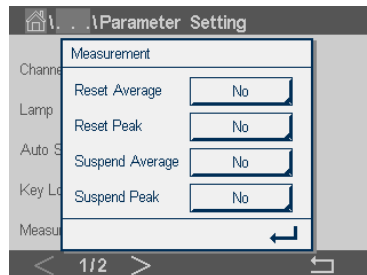 \. . .\Parameter Setting
Measurement
Channe
Reset Average No
Lamp
Reset Peak No
Auto S
Suspend Average No
Key Lo
Suspend Peak No
Measur
< 1/2 >